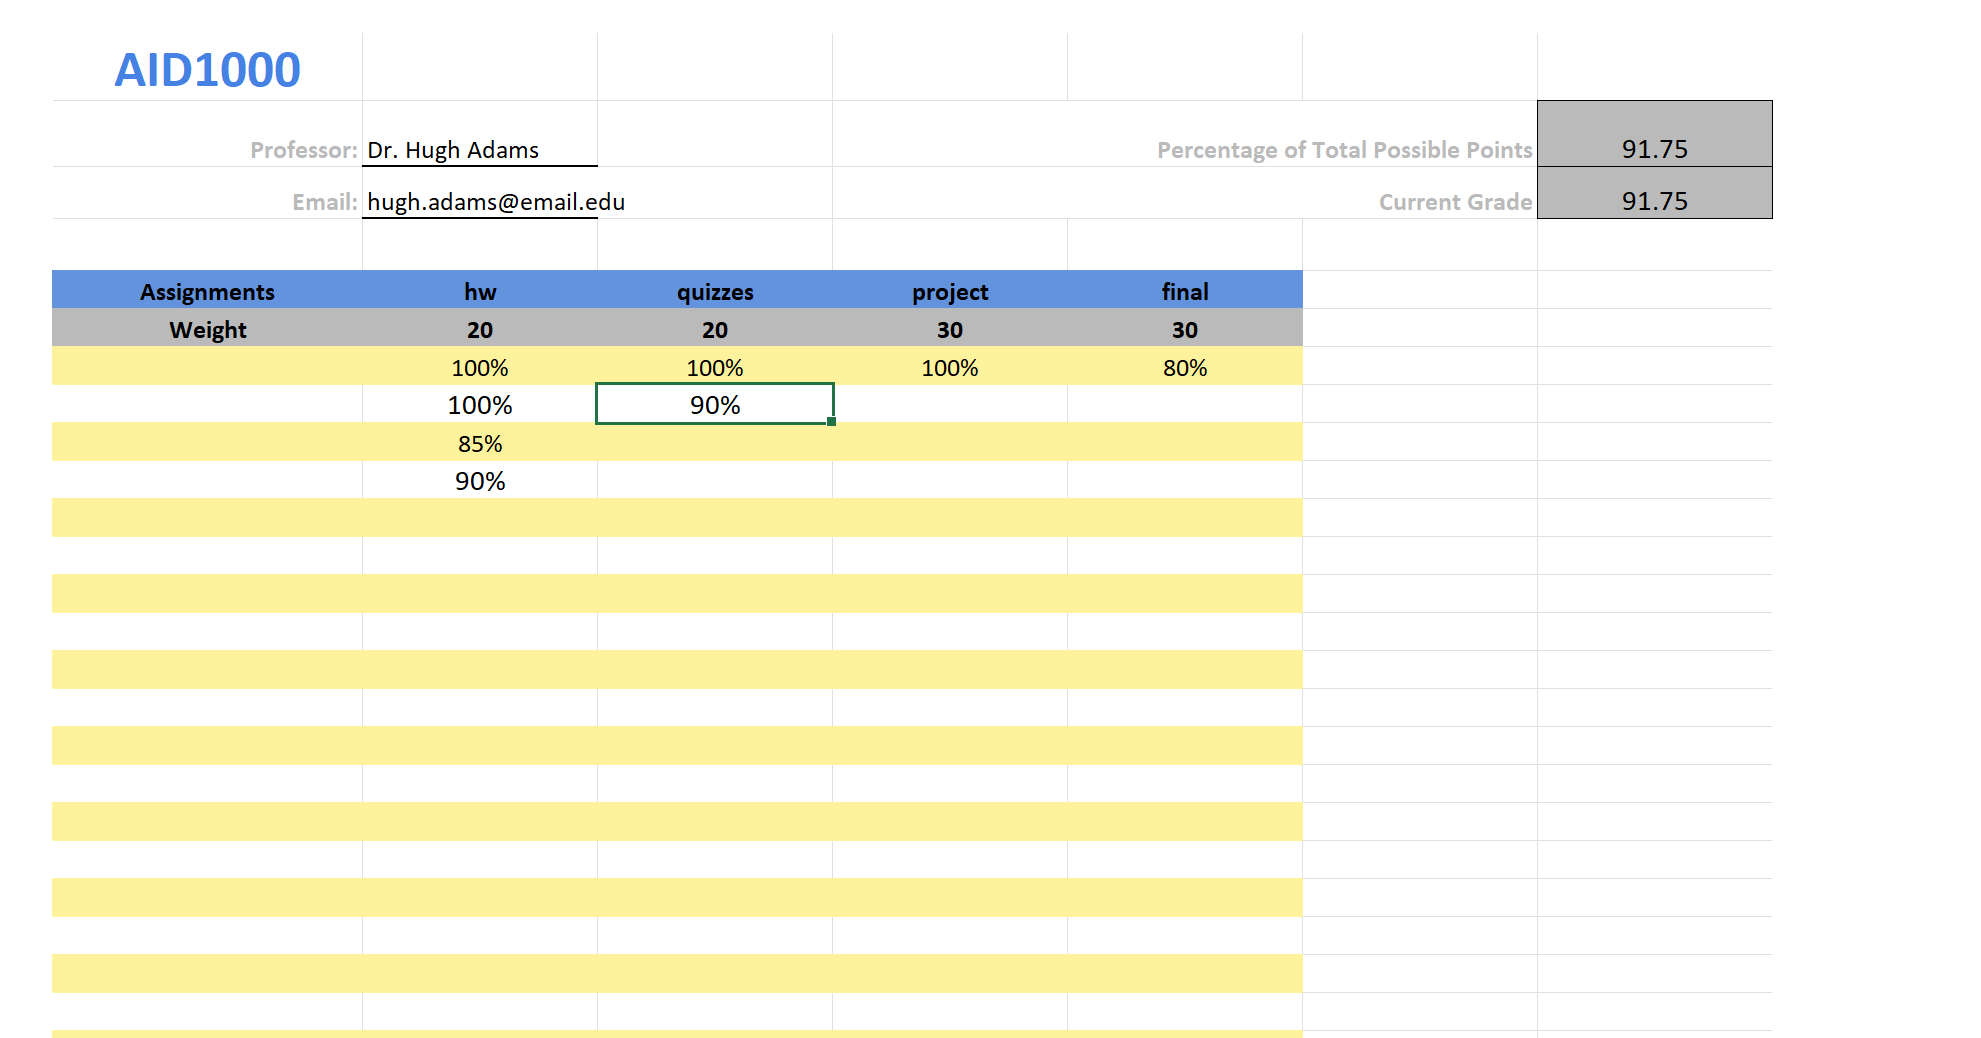 AID1000
Professor: Dr. Hugh Adams Percentage of Total Possible Points 91.75
Email: hugh.adams@email.edu Current Grade 91.75
Assignments hw quizzes project final
Weight 20 20 30 30
100% 100% 100% 80%
100% 90%
85%
90%